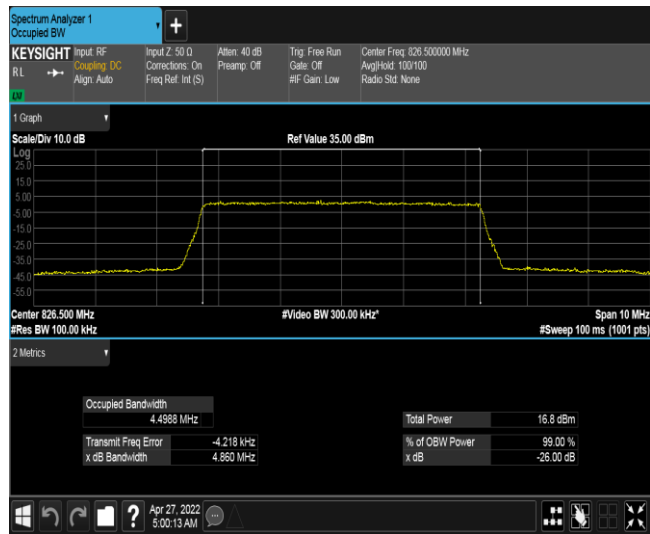 Spectrum Analyzer 1
Occupied BW
+
KEYSIGHT
RL
Input: RF
Coupling: DC
Align: Auto
Input Z: 50 Ω
Corrections: On
Freq Ref: Int (S)
Atten: 40 dB
Preamp: Off
Trig: Free Run
Gate: Off
#IF Gain: Low
Center Freq: 826.500000 MHz
Avg|Hold: 100/100
Radio Std: None
1 Graph
Scale/Div 10.0 dB
Ref Value 35.00 dBm
Log
25.0
15.0
5.00
-5.00
-15.0
-25.0
-35.0
-45.0
-55.0
Center 826.500 MHz
#Video BW 300.00 kHz*
Span 10 MHz
#Res BW 100.00 kHz
#Sweep 100 ms (1001 pts)
2 Metrics
Occupied Bandwidth
4.4988 MHz
Total Power 16.8 dBm
Transmit Freq Error -4.218 kHz
% of OBW Power 99.00 %
x dB Bandwidth 4.860 MHz
x dB -26.00 dB
?
Apr 27, 2022
5:00:13 AM